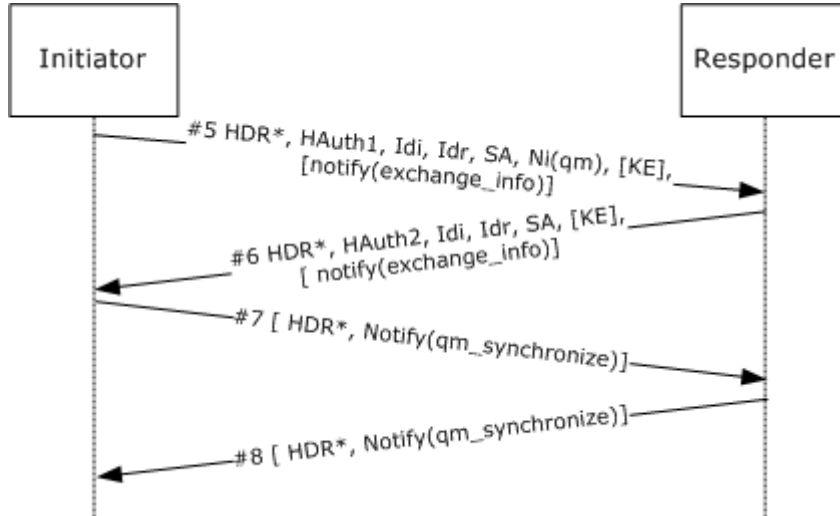 Initiator
Responder
#5 HDR*, HAuth1, Idi, Idr, SA, Ni(qm), [KE],
[notify(exchange_info)]
#6 HDR*, HAuth2, Idi, Idr, SA, [KE],
[ notify(exchange_info)]
#7 [ HDR*, Notify(qm_synchronize)]
#8 [ HDR*, Notify(qm_synchronize)]